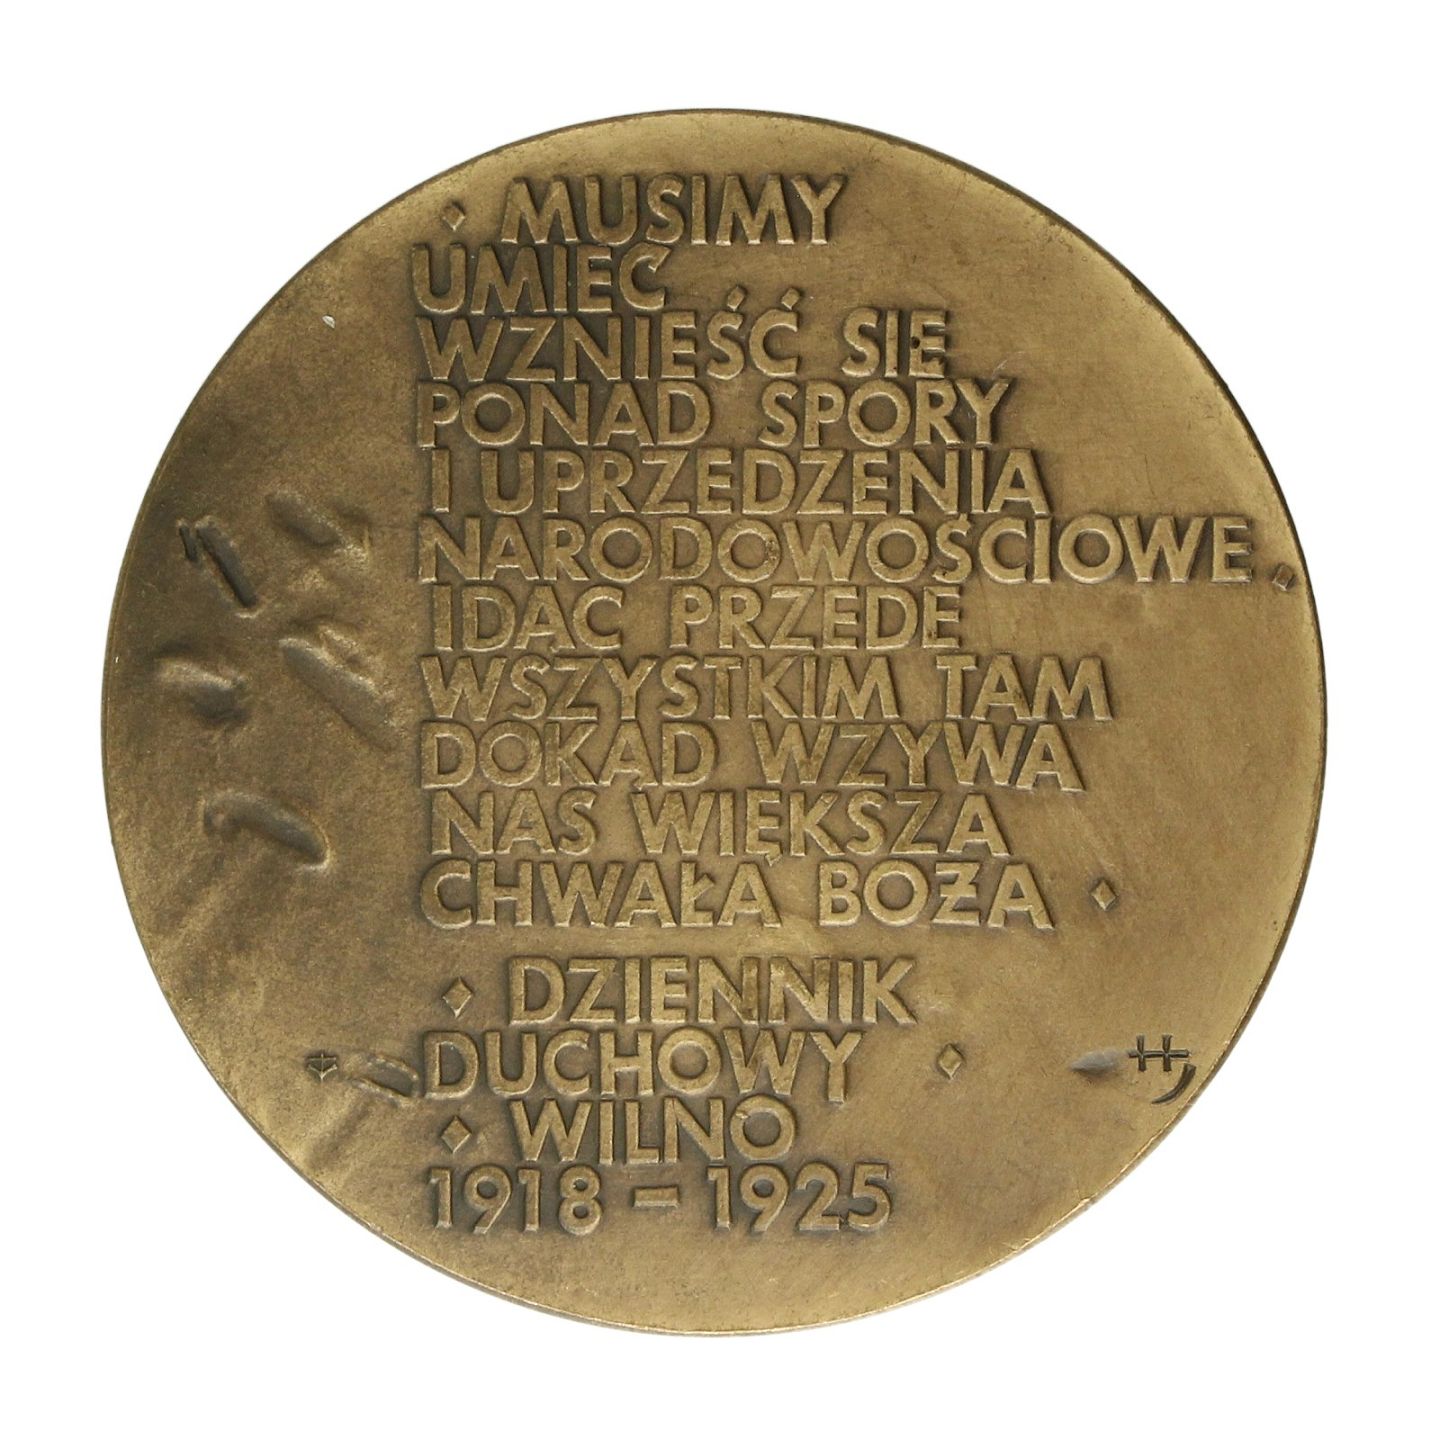 MUSIMY
UMIEĆ
WZNIEŚĆ SIĘ
PONAD SPORY
I UPRZEDZENIA
NARODOWOŚCIOWE
IDĄC PRZEDE
WSZYSTKIM TAM
DOKĄD WZYWA
NAS WIĘKSZA
CHWAŁA BOŻA
DZIENNIK
DUCHOWY
WILNO
1918 – 1925